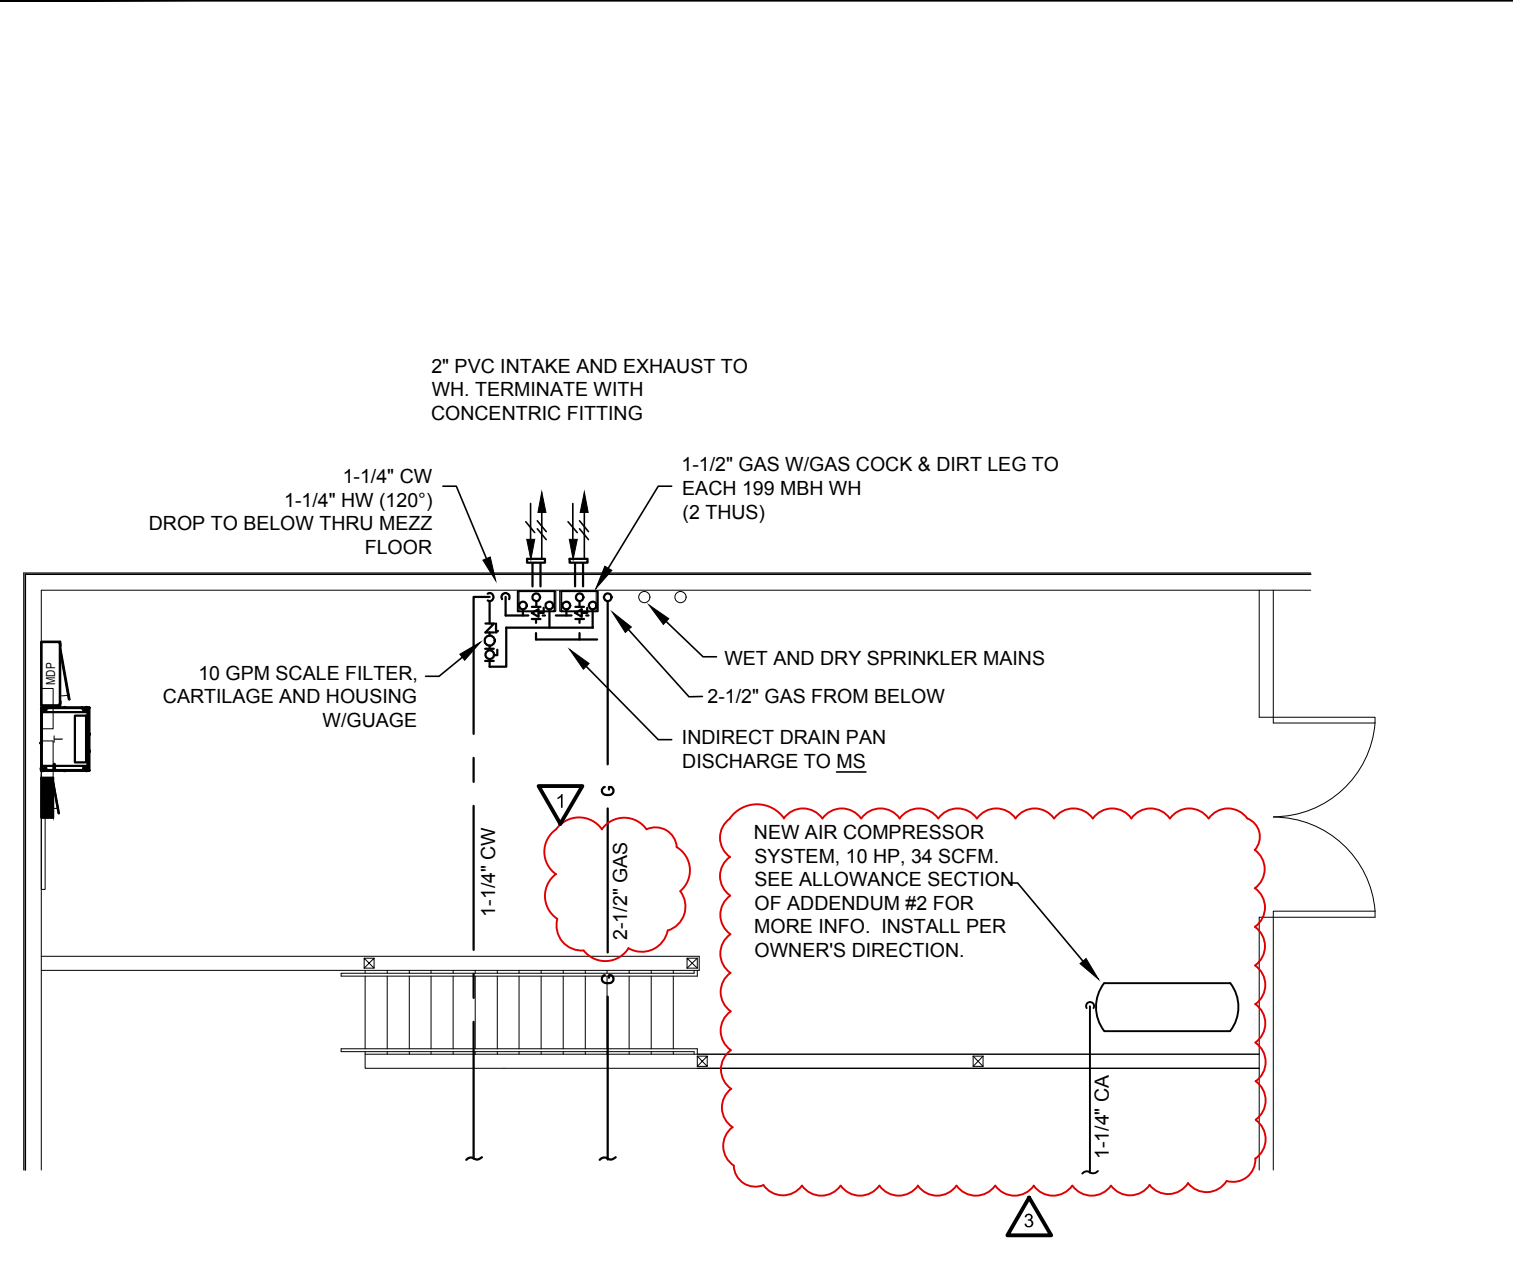 2" PVC INTAKE AND EXHAUST TO
WH. TERMINATE WITH
CONCENTRIC FITTING
1-1/4" CW
1-1/4" HW (120°)
DROP TO BELOW THRU MEZZ
FLOOR
1-1/2" GAS W/GAS COCK & DIRT LEG TO
EACH 199 MBH WH
(2 THUS)
10 GPM SCALE FILTER,
CARTILAGE AND HOUSING
W/GUAGE
WET AND DRY SPRINKLER MAINS
2-1/2" GAS FROM BELOW
INDIRECT DRAIN PAN
DISCHARGE TO MS
MDP
T
1
G
1-1/4" CW
2-1/2" GAS
G
NEW AIR COMPRESSOR
SYSTEM, 10 HP, 34 SCFM.
SEE ALLOWANCE SECTION
OF ADDENDUM #2 FOR
MORE INFO.  INSTALL PER
OWNER'S DIRECTION.
1-1/4" CA
3